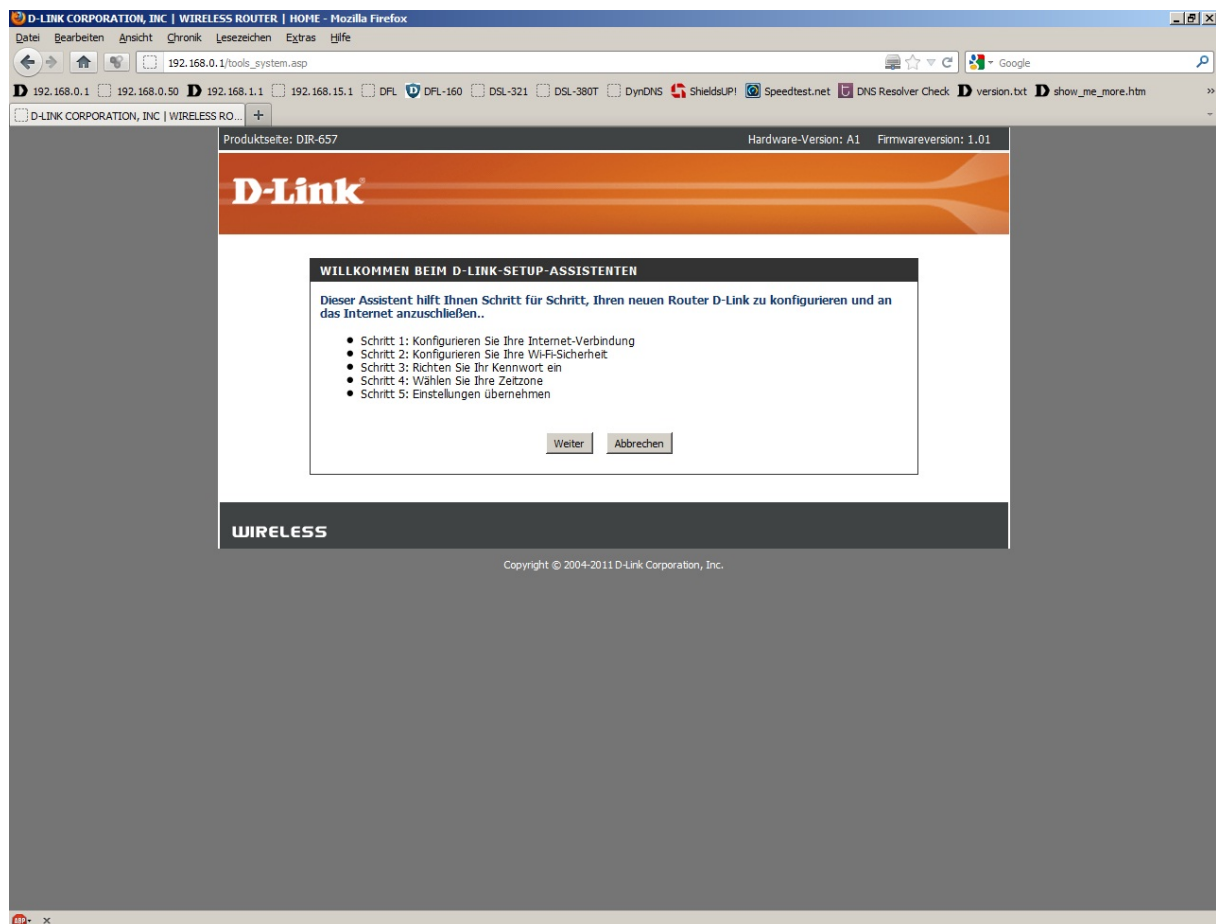 D-LINK CORPORATION, INC | WIRELESS ROUTER | HOME - Mozilla Firefox
Datei Bearbeiten Ansicht Chronik Lesezeichen Extras Hilfe
192.168.0.1/tools_system.asp
Google
192.168.0.1 192.168.0.50 192.168.1.1 192.168.15.1 DFL DFL-160 DSL-321 DSL-380T DynDNS ShieldsUP! Speedtest.net DNS Resolver Check version.txt show_me_more.htm »
D-LINK CORPORATION, INC | WIRELESS RO... +
Produktseite: DIR-657 Hardware-Version: A1 Firmwareversion: 1.01
D-Link
WILLKOMMEN BEIM D-LINK-SETUP-ASSISTENTEN
Dieser Assistent hilft Ihnen Schritt für Schritt, Ihren neuen Router D-Link zu konfigurieren und an
das Internet anzuschließen..
Schritt 1: Konfigurieren Sie Ihre Internet-Verbindung
Schritt 2: Konfigurieren Sie Ihre Wi-Fi-Sicherheit
Schritt 3: Richten Sie Ihr Kennwort ein
Schritt 4: Wählen Sie Ihre Zeitzone
Schritt 5: Einstellungen übernehmen
Weiter Abbrechen
WIRELESS
Copyright © 2004-2011 D-Link Corporation, Inc.
ABP